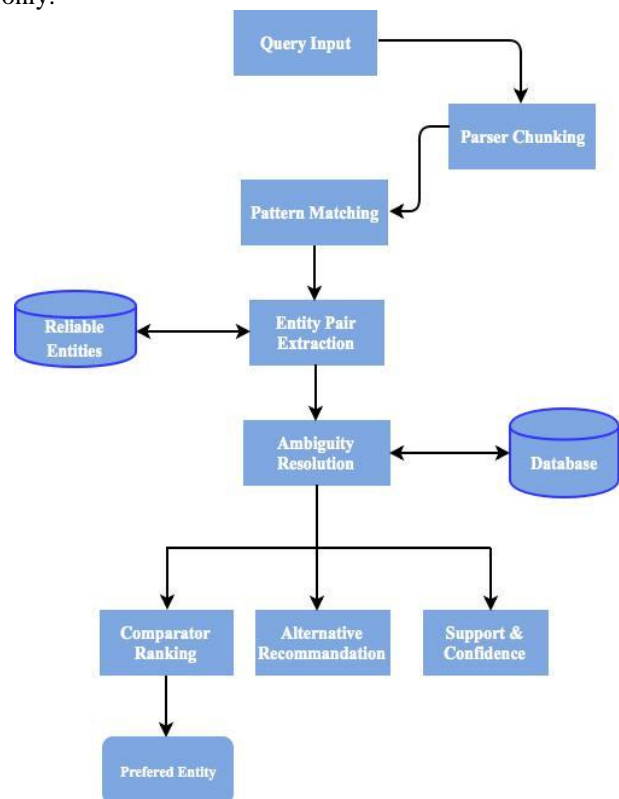 only.
Query Input
Parser Chunking
Pattern Matching
Reliable
Entities
Entity Pair
Extraction
Ambiguity
Resolution
Database
Comparator
Ranking
Alternative
Recommandation
Support &
Confidence
Prefered Entity